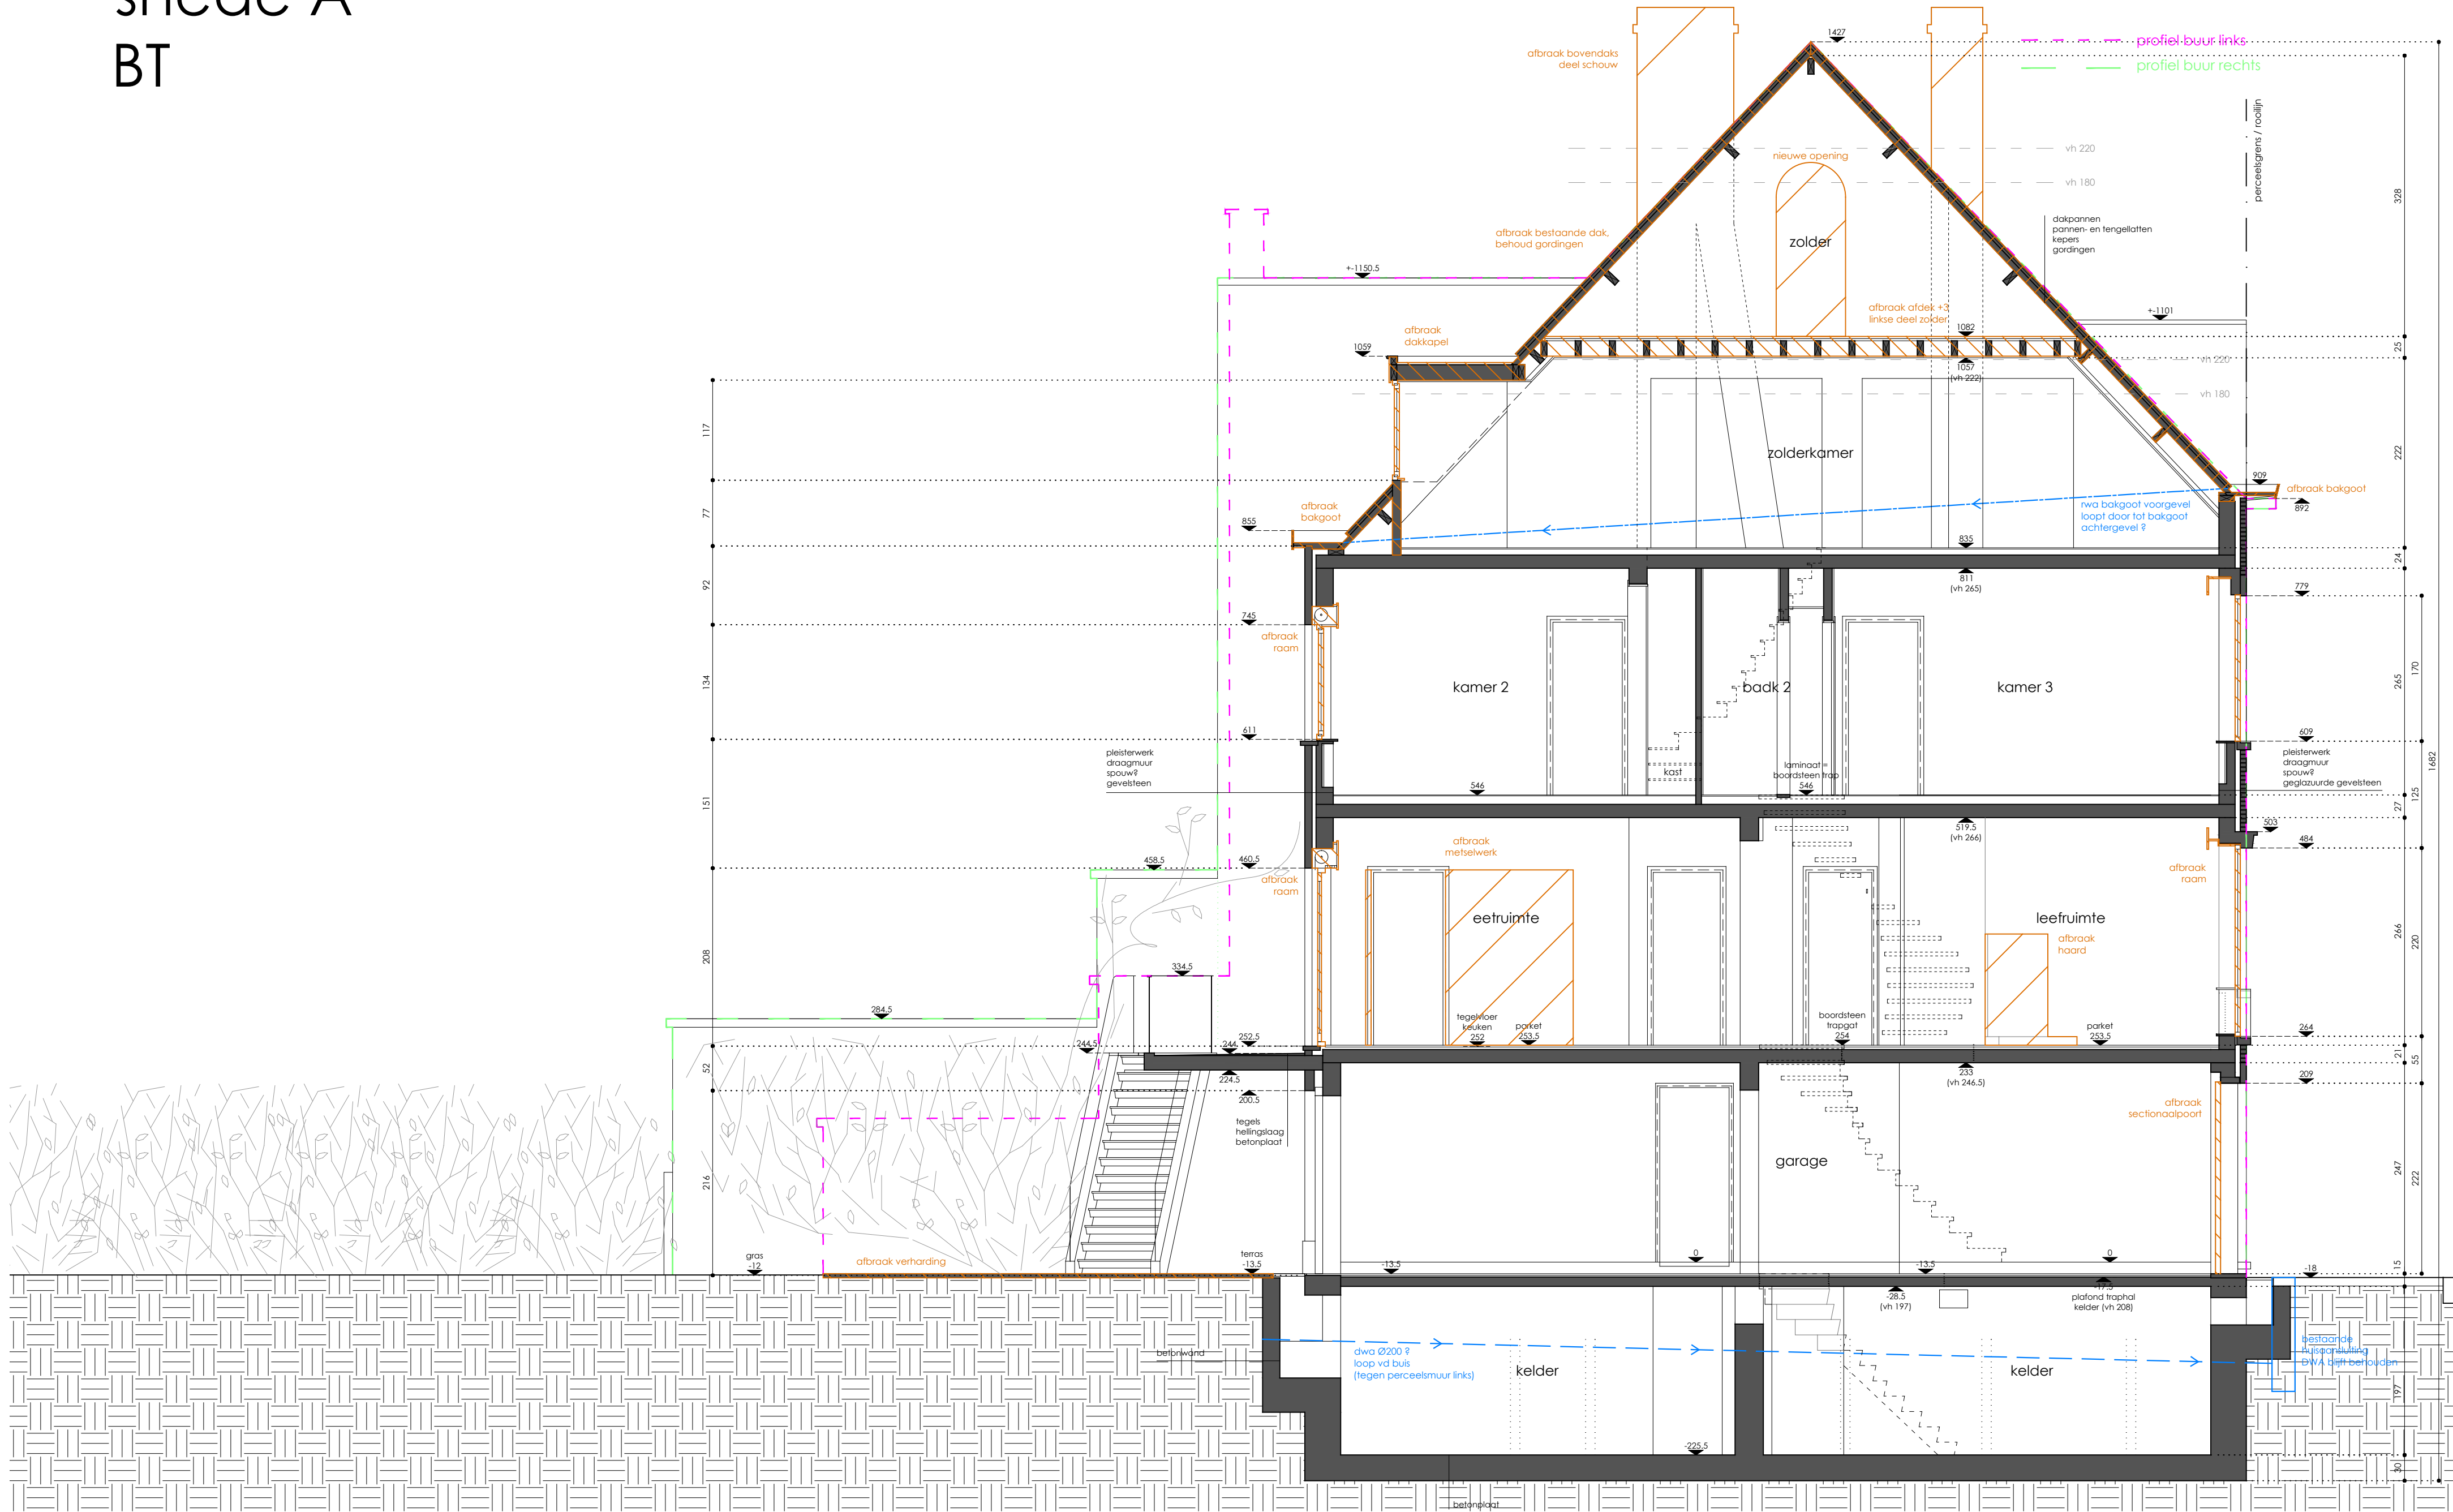 snede A
BT
1427
profiel buur links
profiel buur rechts
afbraak bovendaks
deel schouw
perceelsgrens / rooilijn
vh 220
nieuwe opening
vh 180
328
dakpannen
pannen- en tengellatten
kepers
gordingen
afbraak bestaande dak,
behoud gordingen
zolder
+-1150.5
afbraak afdek +3
linkse deel zolder
+-1101
afbraak
dakkapel
1082
1059
25
vh 220
1057
(vh 222)
vh 180
117
zolderkamer
222
909
afbraak bakgoot
77
afbraak
bakgoot
rwa bakgoot voorgevel
loopt door tot bakgoot
achtergevel ?
892
855
835
24
811
(vh 265)
92
779
745
afbraak
raam
134
kamer 2
badk 2
kamer 3
265
170
611
609
pleisterwerk
draagmuur
spouw?
gevelsteen
kast
laminaat =
boordsteen trap
546
546
pleisterwerk
draagmuur
spouw?
geglazuurde gevelsteen
1682
151
27
125
519.5
(vh 266)
503
484
afbraak
metselwerk
458.5
460.5
afbraak
raam
afbraak
raam
eetruimte
leefruimte
208
afbraak
haard
266
220
334.5
284.5
tegelvloer
keuken
252
parket
253.5
boordsteen
trapgat
254
parket
253.5
264
244.5
244
252.5
52
224.5
233
(vh 246.5)
21
55
209
200.5
afbraak
sectionaalpoort
tegels
hellingslaag
betonplaat
garage
216
247
222
gras
-12
afbraak verharding
terras
-13.5
-13.5
0
-13.5
0
15
-18
-28.5
(vh 197)
-17.5
plafond traphal
kelder (vh 208)
betonwand
dwa Ø200 ?
loop vd buis
(tegen perceelsmuur links)
kelder
kelder
bestaande
huisaansluiting
DWA blijft behouden
197
-225.5
30
betonplaat